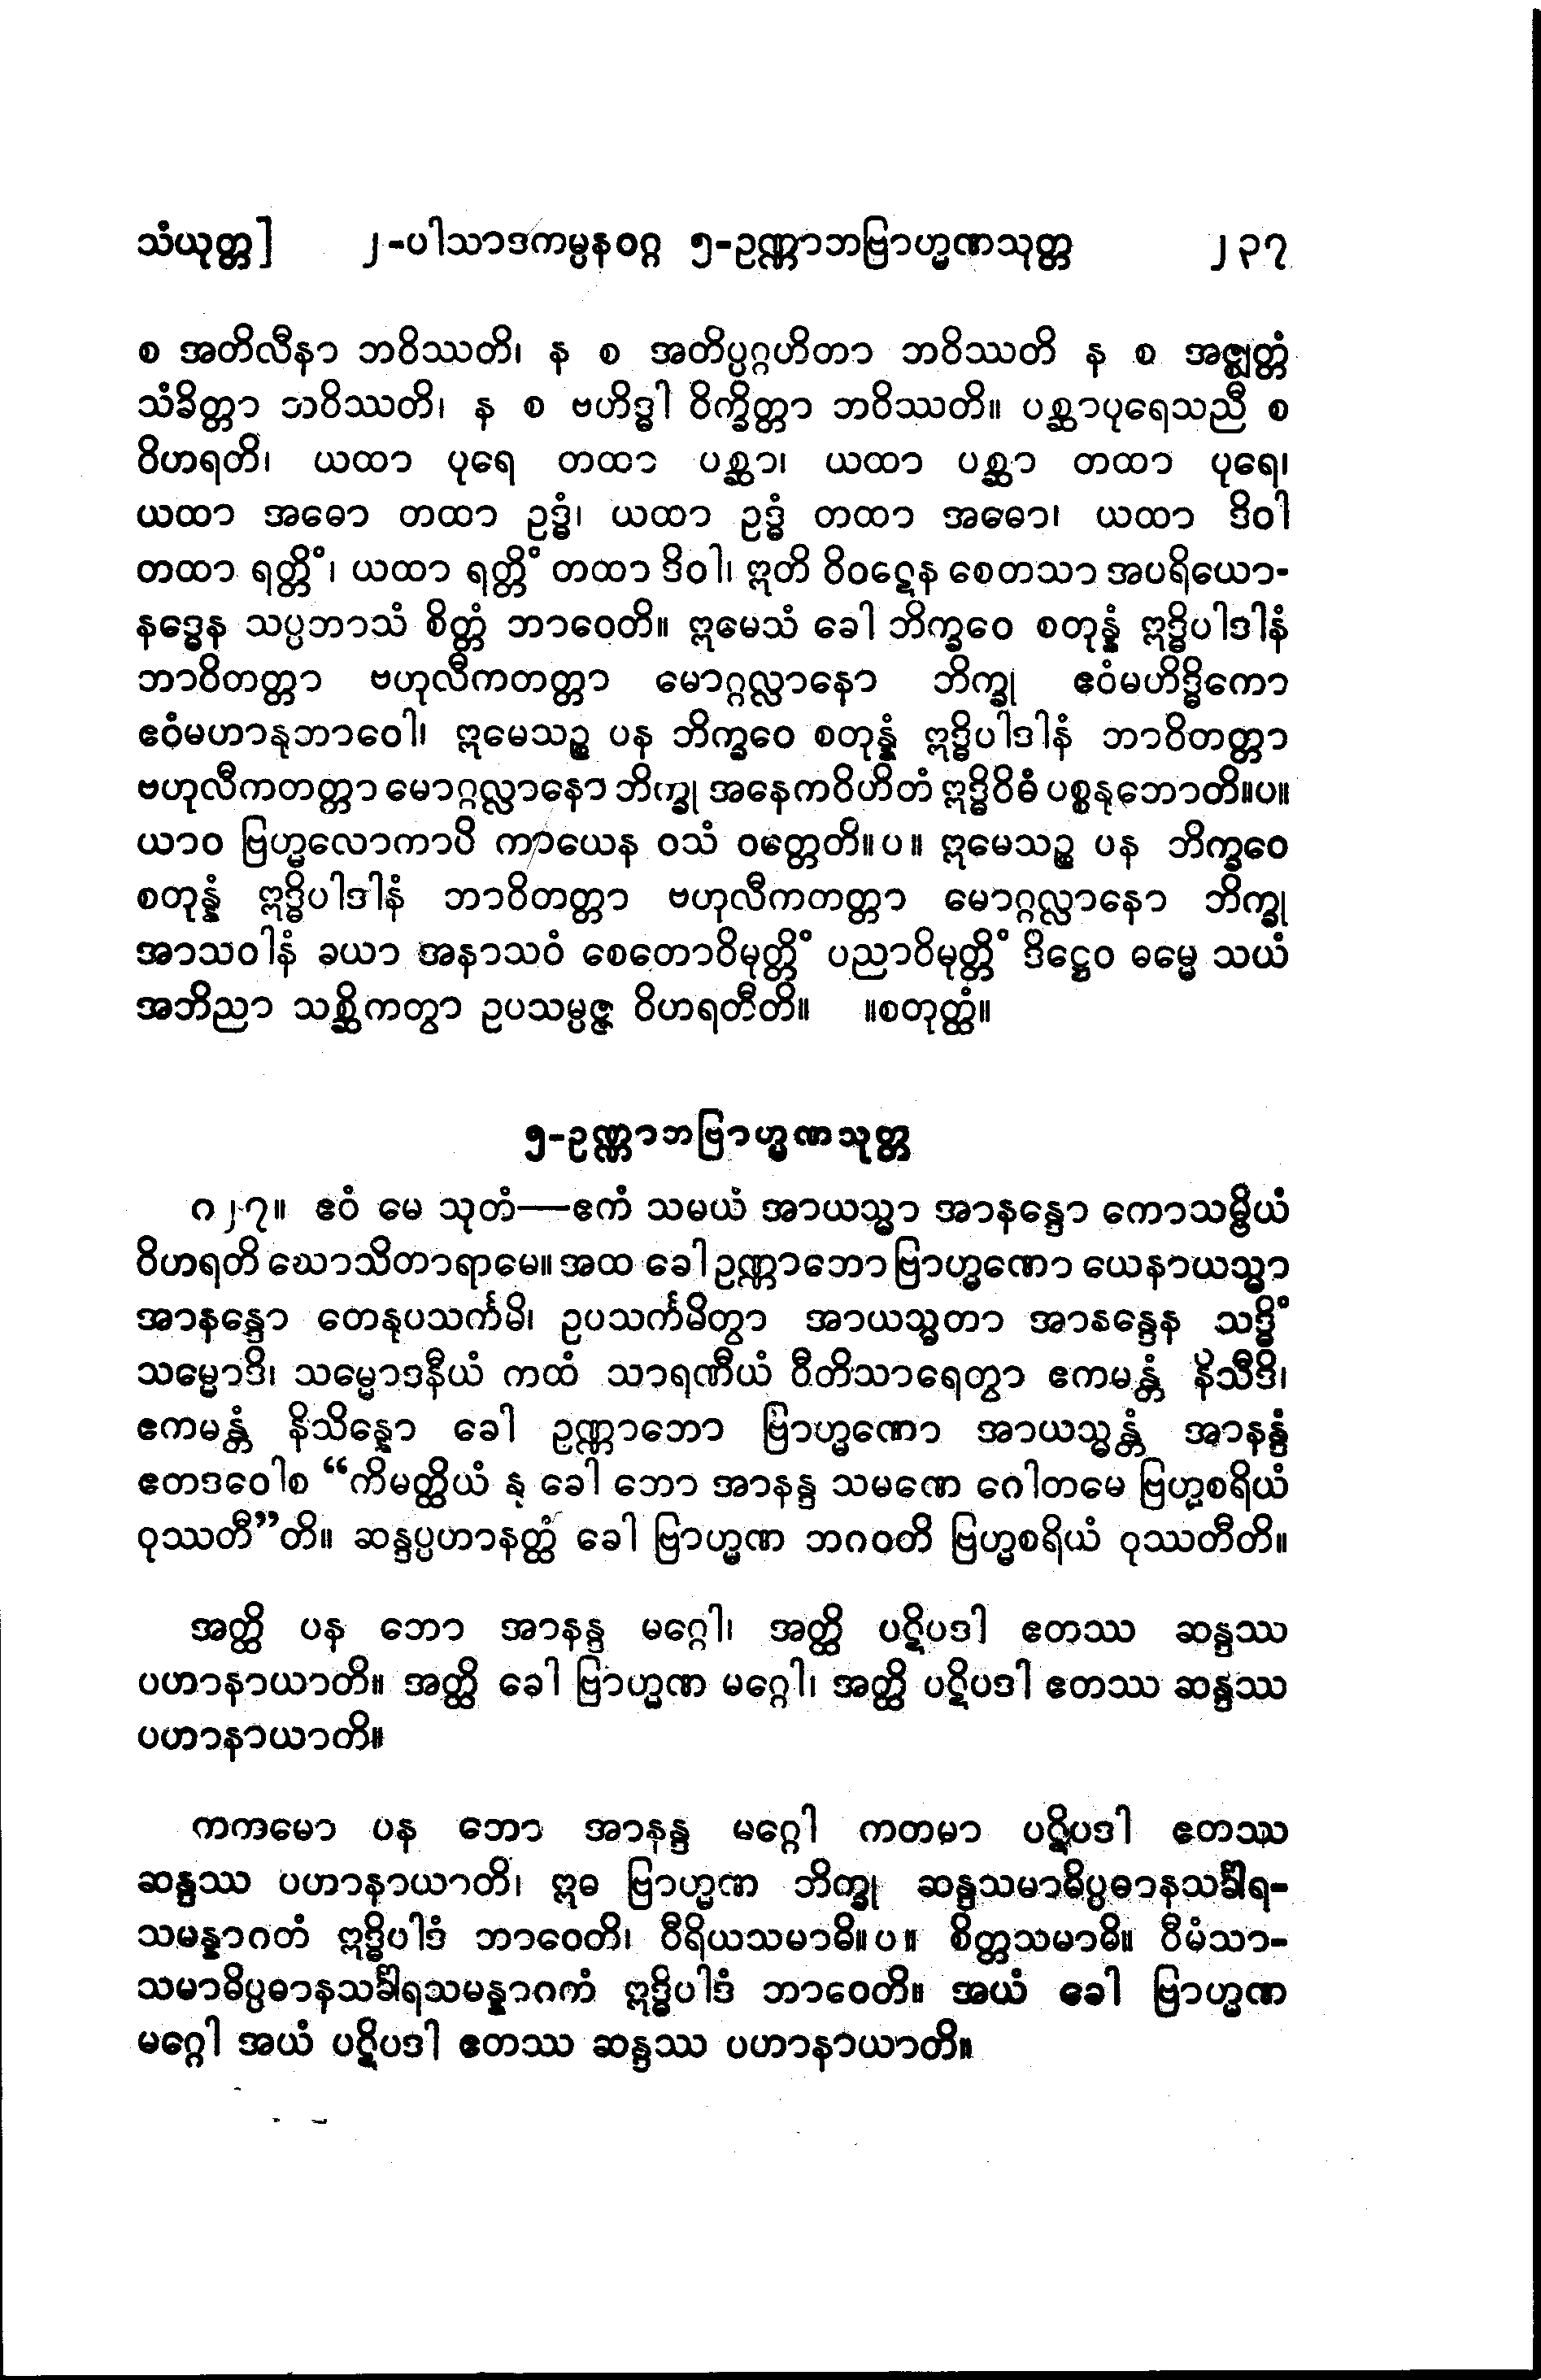 သံယုတ္တ] ၂-ပါသာဒကမ္ပနဝဂ္ဂ ၅-ဥဏ္ဏာဘဗြာဟ္မဏသုတ္တ ၂၃၇
စ အတိလီနာ ဘဝိဿတိ၊ န စ အတိပ္ပဂ္ဂဟိတာ ဘဝိဿတိ န စ အဇ္ဈတ္တံ
သံခိတ္တာ ဘဝိဿတိ၊ န စ ဗဟိဒ္ဓါ ဝိက္ခိတ္တာ ဘဝိဿတိ။ ပစ္ဆာပုရေသညီ စ
ဝိဟရတိ၊ ယထာ ပုရေ တထာ ပစ္ဆာ၊ ယထာ ပစ္ဆာ တထာ ပုရေ၊
ယထာ အဓော တထာ ဥဒ္ဓံ၊ ယထာ ဥဒ္ဓံ တထာ အဓော၊ ယထာ ဒိဝါ
တထာ ရတ္တိံ၊ ယထာ ရတ္တိံ တထာ ဒိဝါ၊ ဣတိ ဝိဝဋေန စေတသာ အပရိယော-
နဒ္ဓေန သပ္ပဘာသံ စိတ္တံ ဘာဝေတိ။ ဣမေသံ ခေါ ဘိက္ခဝေ စတုန္နံ ဣဒ္ဓိပါဒါနံ
ဘာဝိတတ္တာ ဗဟုလီကတတ္တာ မောဂ္ဂလ္လာနော ဘိက္ခု ဧဝံမဟိဒ္ဓိကော
ဧဝံမဟာနုဘာဝေါ၊ ဣမေသဉ္စ ပန ဘိက္ခဝေ စတုန္နံ ဣဒ္ဓိပါဒါနံ ဘာဝိတတ္တာ
ဗဟုလီကတတ္တာ မောဂ္ဂလ္လာနော ဘိက္ခု အနေကဝိဟိတံ ဣဒ္ဓိဝိဓံ ပစ္စနုဘောတိ။ပ။
ယာဝ ဗြဟ္မလောကာပိ ကာယေန ဝသံ ဝတ္တေတိ။ပ။ ဣမေသဉ္စ ပန ဘိက္ခဝေ
စတုန္နံ ဣဒ္ဓိပါဒါနံ ဘာဝိတတ္တာ ဗဟုလီကတတ္တာ မောဂ္ဂလ္လာနော ဘိက္ခု
အာသဝါနံ ခယာ အနာသဝံ စေတောဝိမုတ္တိံ ပညာဝိမုတ္တိံ ဒိဋ္ဌေဝ ဓမ္မေ သယံ
အဘိညာ သစ္ဆိကတွာ ဥပသမ္ပဇ္ဇ ဝိဟရတီတိ။ ။စတုတ္ထံ။
၅-ဥဏ္ဏာဘဗြာဟ္မဏသုတ္တ
ဂ၂၇။ ဧဝံ မေ သုတံ—ဧကံ သမယံ အာယသ္မာ အာနန္ဒော ကောသမ္ဗိယံ
ဝိဟရတိ ဃောသိတာရာမေ။ အထ ခေါ ဥဏ္ဏာဘော ဗြာဟ္မဏော ယေနာယသ္မာ
အာနန္ဒော တေနုပသင်္ကမိ၊ ဥပသင်္ကမိတွာ အာယသ္မတာ အာနန္ဒေန သဒ္ဓိံ
သမ္မောဒိ၊ သမ္မောဒနီယံ ကထံ သာရဏီယံ ဝီတိသာရေတွာ ဧကမန္တံ နိသီဒိ၊
ဧကမန္တံ နိသိန္နော ခေါ ဥဏ္ဏာဘော ဗြာဟ္မဏော အာယသ္မန္တံ အာနန္ဒံ
ဧတဒဝေါစ “ကိမတ္ထိယံ နု ခေါ ဘော အာနန္ဒ သမဏေ ဂေါတမေ ဗြဟ္မစရိယံ
ဝုဿတီ”တိ။ ဆန္ဒပ္ပဟာနတ္ထံ ခေါ ဗြာဟ္မဏ ဘဂဝတိ ဗြဟ္မစရိယံ ဝုဿတီတိ။
အတ္ထိ ပန ဘော အာနန္ဒ မဂ္ဂေါ၊ အတ္ထိ ပဋိပဒါ ဧတဿ ဆန္ဒဿ
ပဟာနာယာတိ။ အတ္ထိ ခေါ ဗြာဟ္မဏ မဂ္ဂေါ၊ အတ္ထိ ပဋိပဒါ ဧတဿ ဆန္ဒဿ
ပဟာနာယာတိ။
ကကမော ပန ဘော အာနန္ဒ မဂ္ဂေါ ကတမာ ပဋိပဒါ ဧတဿ
ဆန္ဒဿ ပဟာနာယာတိ၊ ဣဓ ဗြာဟ္မဏ ဘိက္ခု ဆန္ဒသမာဓိပ္ပဓာနသင်္ခါရ-
သမန္နာဂတံ ဣဒ္ဓိပါဒံ ဘာဝေတိ၊ ဝီရိယသမာဓိ။ပ။ စိတ္တသမာဓိ။ ဝီမံသာ-
သမာဓိပ္ပဓာနသင်္ခါရသမန္နာဂကံ ဣဒ္ဓိပါဒံ ဘာဝေတိ။ အယံ ခေါ ဗြာဟ္မဏ
မဂ္ဂေါ အယံ ပဋိပဒါ ဧတဿ ဆန္ဒဿ ပဟာနာယာတိ။